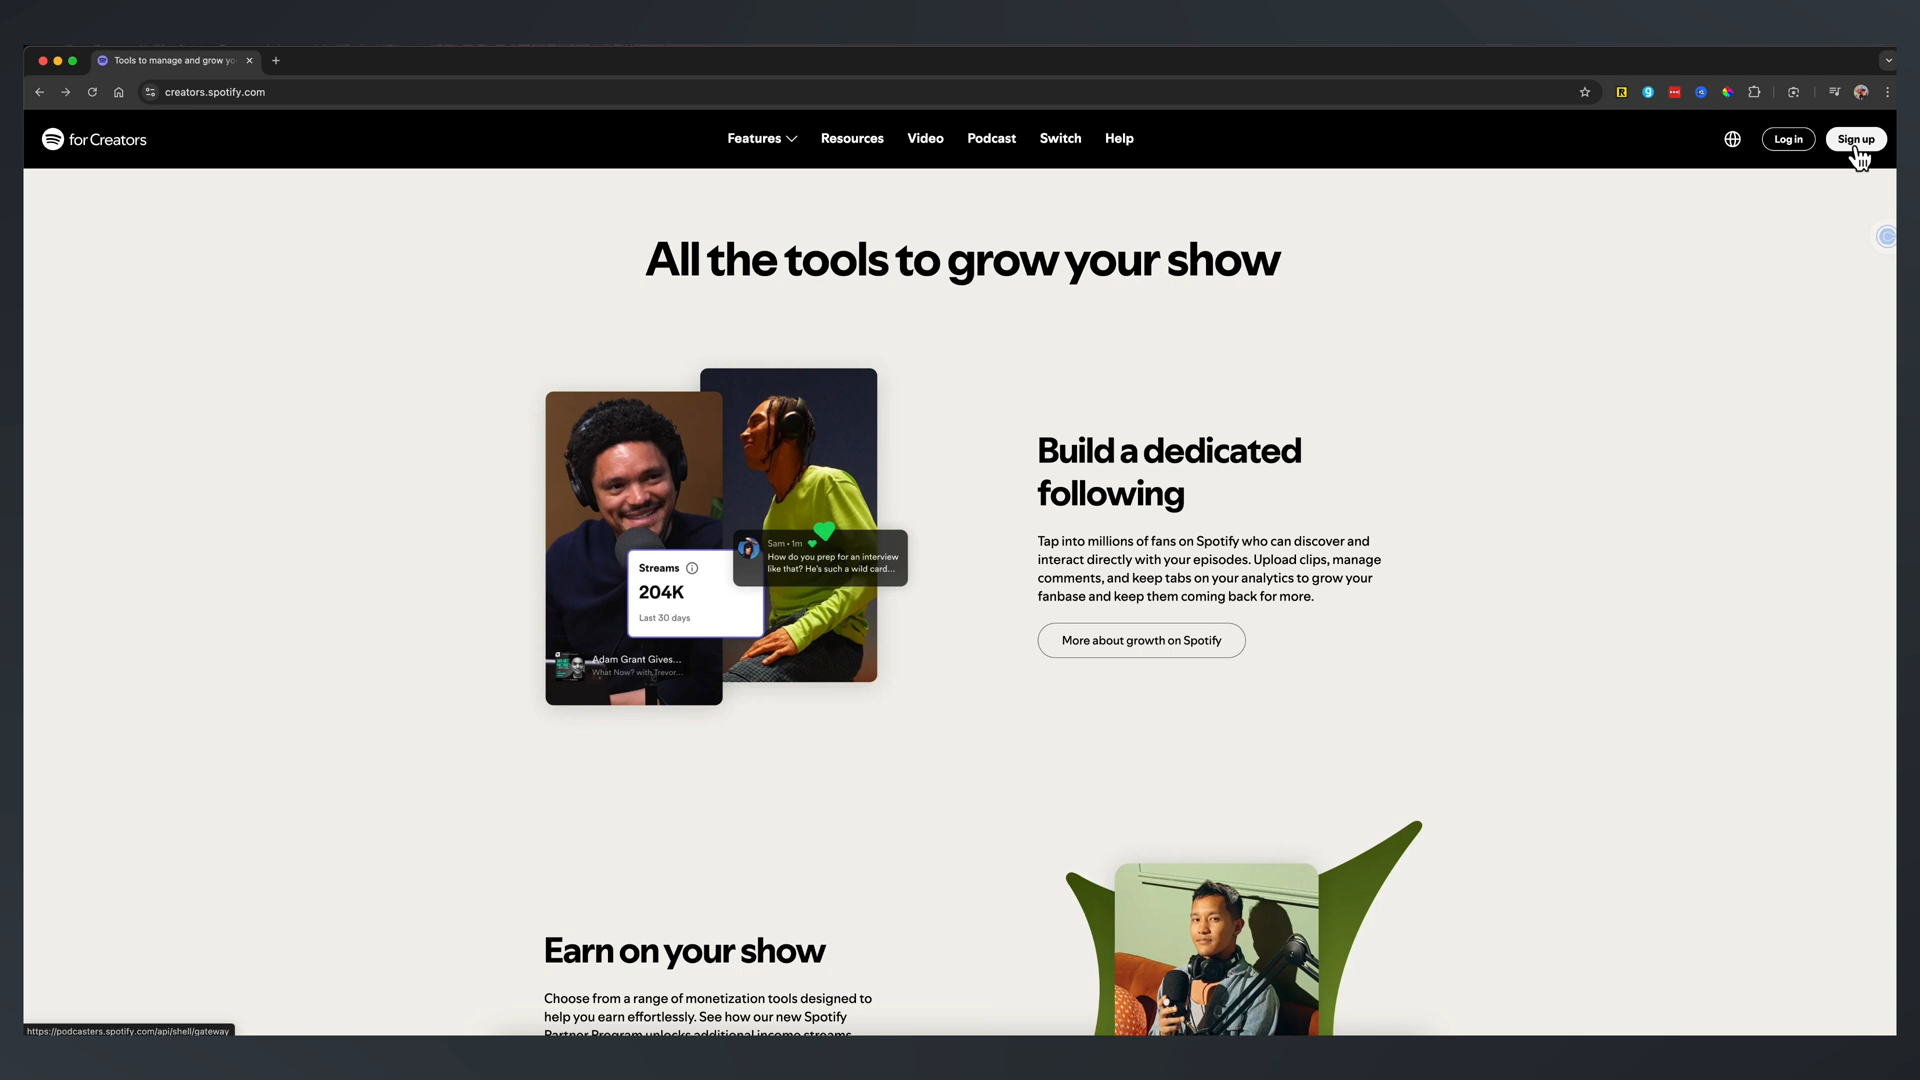 Tools to manage and grow yo
creators.spotify.com
for Creators
Features
Resources
Video
Podcast
Switch
Help
Log in
Sign up
All the tools to grow your show
Sam • 1m
How do you prep for an interview
like that? He's such a wild card...
Streams
204K
Last 30 days
Adam Grant Gives...
What Now? with Trevor...
Build a dedicated
following
Tap into millions of fans on Spotify who can discover and
interact directly with your episodes. Upload clips, manage
comments, and keep tabs on your analytics to grow your
fanbase and keep them coming back for more.
More about growth on Spotify
Earn on your show
Choose from a range of monetization tools designed to
help you earn effortlessly. See how our new Spotify
Partner Program unlocks additional income streams
https://podcasters.spotify.com/api/shell/gateway